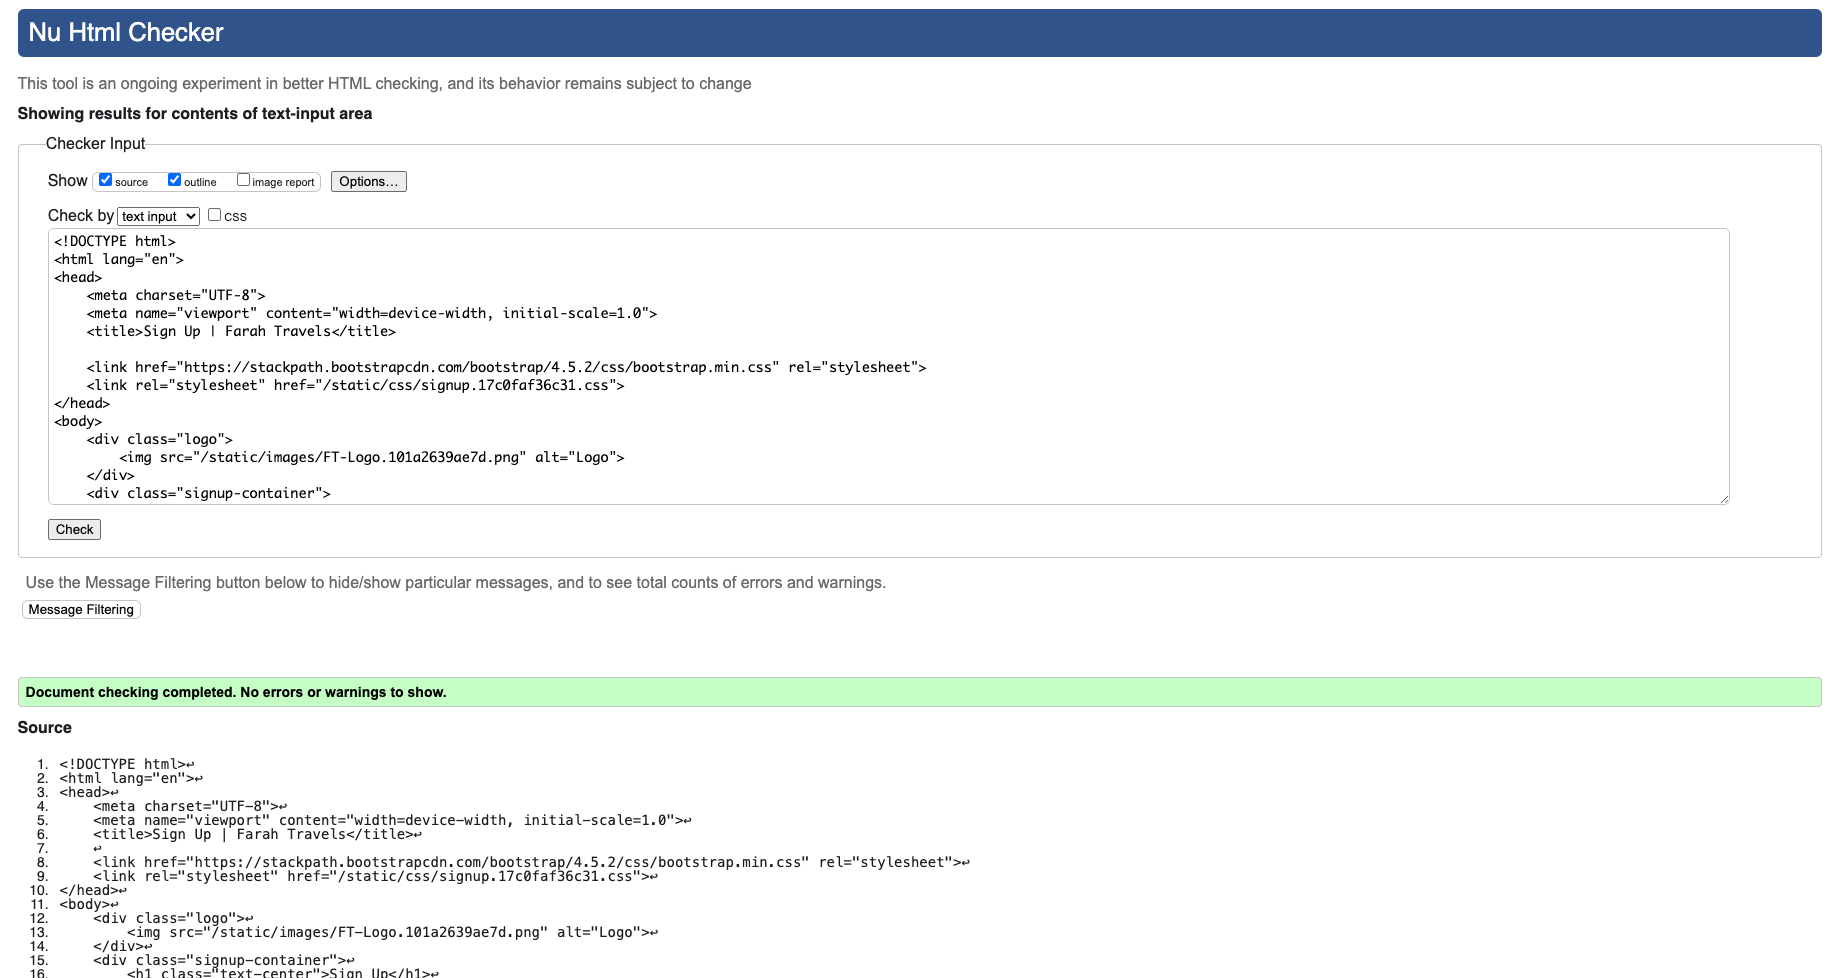 Nu Html Checker
This tool is an ongoing experiment in better HTML checking, and its behavior remains subject to change
Showing results for contents of text-input area
Checker Input
Show source outline image report Options...
Check by text input css
<!DOCTYPE html>
<html lang="en">
<head>
    <meta charset="UTF-8">
    <meta name="viewport" content="width=device-width, initial-scale=1.0">
    <title>Sign Up | Farah Travels</title>

    <link href="https://stackpath.bootstrapcdn.com/bootstrap/4.5.2/css/bootstrap.min.css" rel="stylesheet">
    <link rel="stylesheet" href="/static/css/signup.17c0faf36c31.css">
</head>
<body>
    <div class="logo">
        <img src="/static/images/FT-Logo.101a2639ae7d.png" alt="Logo">
    </div>
    <div class="signup-container">
Check
Use the Message Filtering button below to hide/show particular messages, and to see total counts of errors and warnings.
Message Filtering
Document checking completed. No errors or warnings to show.
Source
1. <!DOCTYPE html>↩
2. <html lang="en">↩
3. <head>↩
4.     <meta charset="UTF-8">↩
5.     <meta name="viewport" content="width=device-width, initial-scale=1.0">↩
6.     <title>Sign Up | Farah Travels</title>↩
7.     ↩
8.     <link href="https://stackpath.bootstrapcdn.com/bootstrap/4.5.2/css/bootstrap.min.css" rel="stylesheet">↩
9.     <link rel="stylesheet" href="/static/css/signup.17c0faf36c31.css">↩
10. </head>↩
11. <body>↩
12.     <div class="logo">↩
13.         <img src="/static/images/FT-Logo.101a2639ae7d.png" alt="Logo">↩
14.     </div>↩
15.     <div class="signup-container">↩
16.         <h1 class="text-center">Sign Up</h1>↩